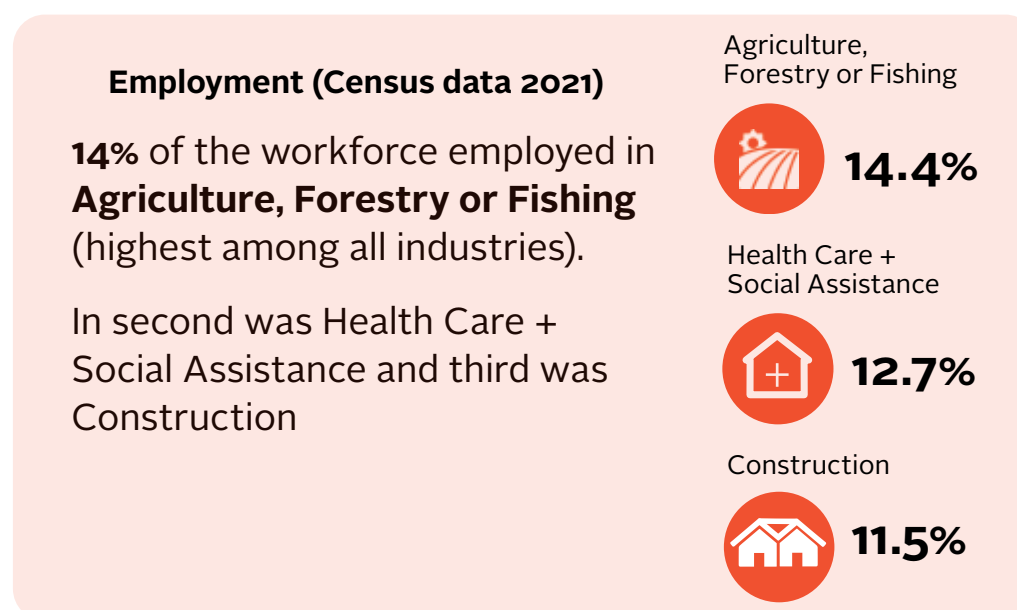 Employment (Census data 2021)
14% of the workforce employed in
Agriculture, Forestry or Fishing
(highest among all industries).
In second was Health Care +
Social Assistance and third was
Construction
Agriculture,
Forestry or Fishing
14.4%
Health Care +
Social Assistance
12.7%
Construction
11.5%